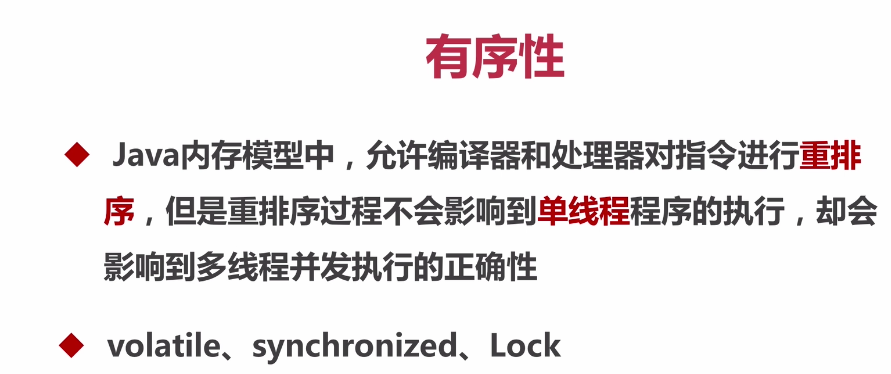 有序性
◆ Java内存模型中，允许编译器和处理器对指令进行重排
序，但是重排序过程不会影响到单线程程序的执行，却会
影响到多线程并发执行的正确性
◆ volatile、synchronized、Lock